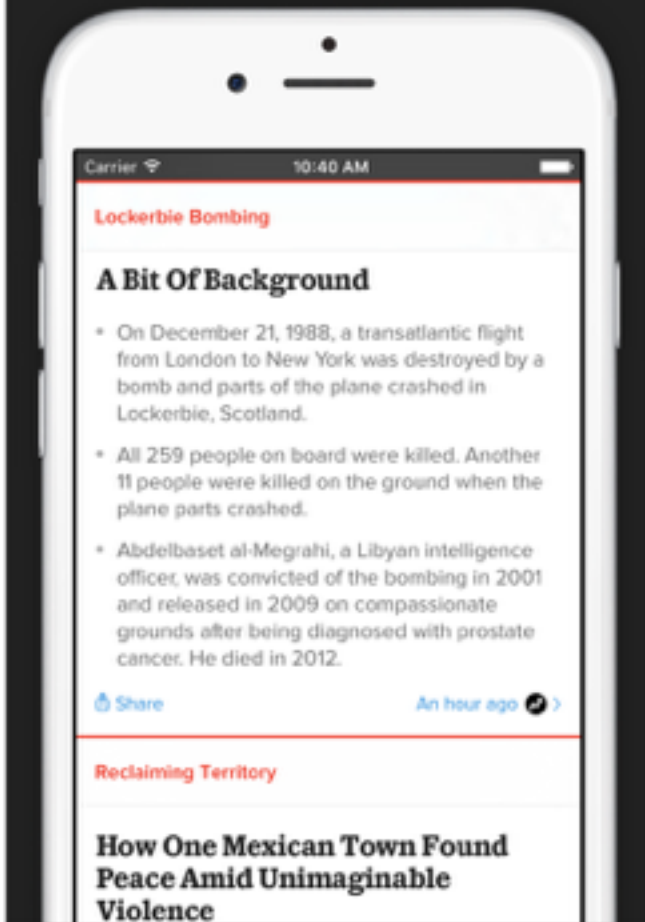 Carrier 10:40 AM
Lockerbie Bombing
A Bit Of Background
• On December 21, 1988, a transatlantic flight
from London to New York was destroyed by a
bomb and parts of the plane crashed in
Lockerbie, Scotland.
• All 259 people on board were killed. Another
11 people were killed on the ground when the
plane parts crashed.
• Abdelbaset al-Megrahi, a Libyan intelligence
officer, was convicted of the bombing in 2001
and released in 2009 on compassionate
grounds after being diagnosed with prostate
cancer. He died in 2012.
Share An hour ago
Reclaiming Territory
How One Mexican Town Found
Peace Amid Unimaginable
Violence